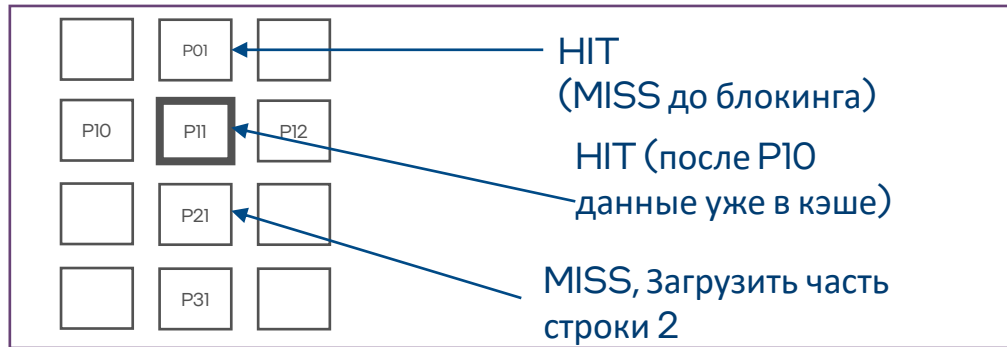 P01
P10
P11
P12
P21
P31
HIT
(MISS до блокинга)
HIT (после P10
данные уже в кэше)
MISS, Загрузить часть
строки 2